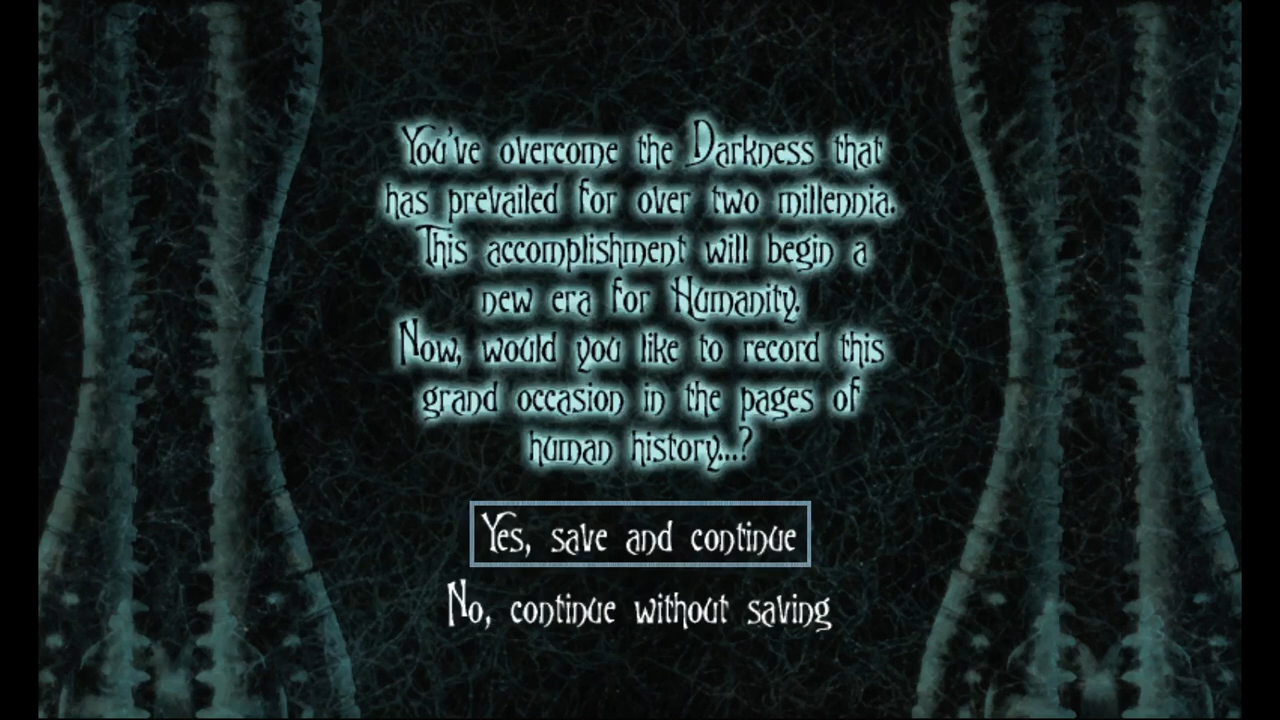 You've overcome the Darkness that
has prevailed for over two millennia.
This accomplishment will begin a
new era for Humanity.
Now, would you like to record this
grand occasion in the pages of
human history...?
Yes, save and continue
No, continue without saving